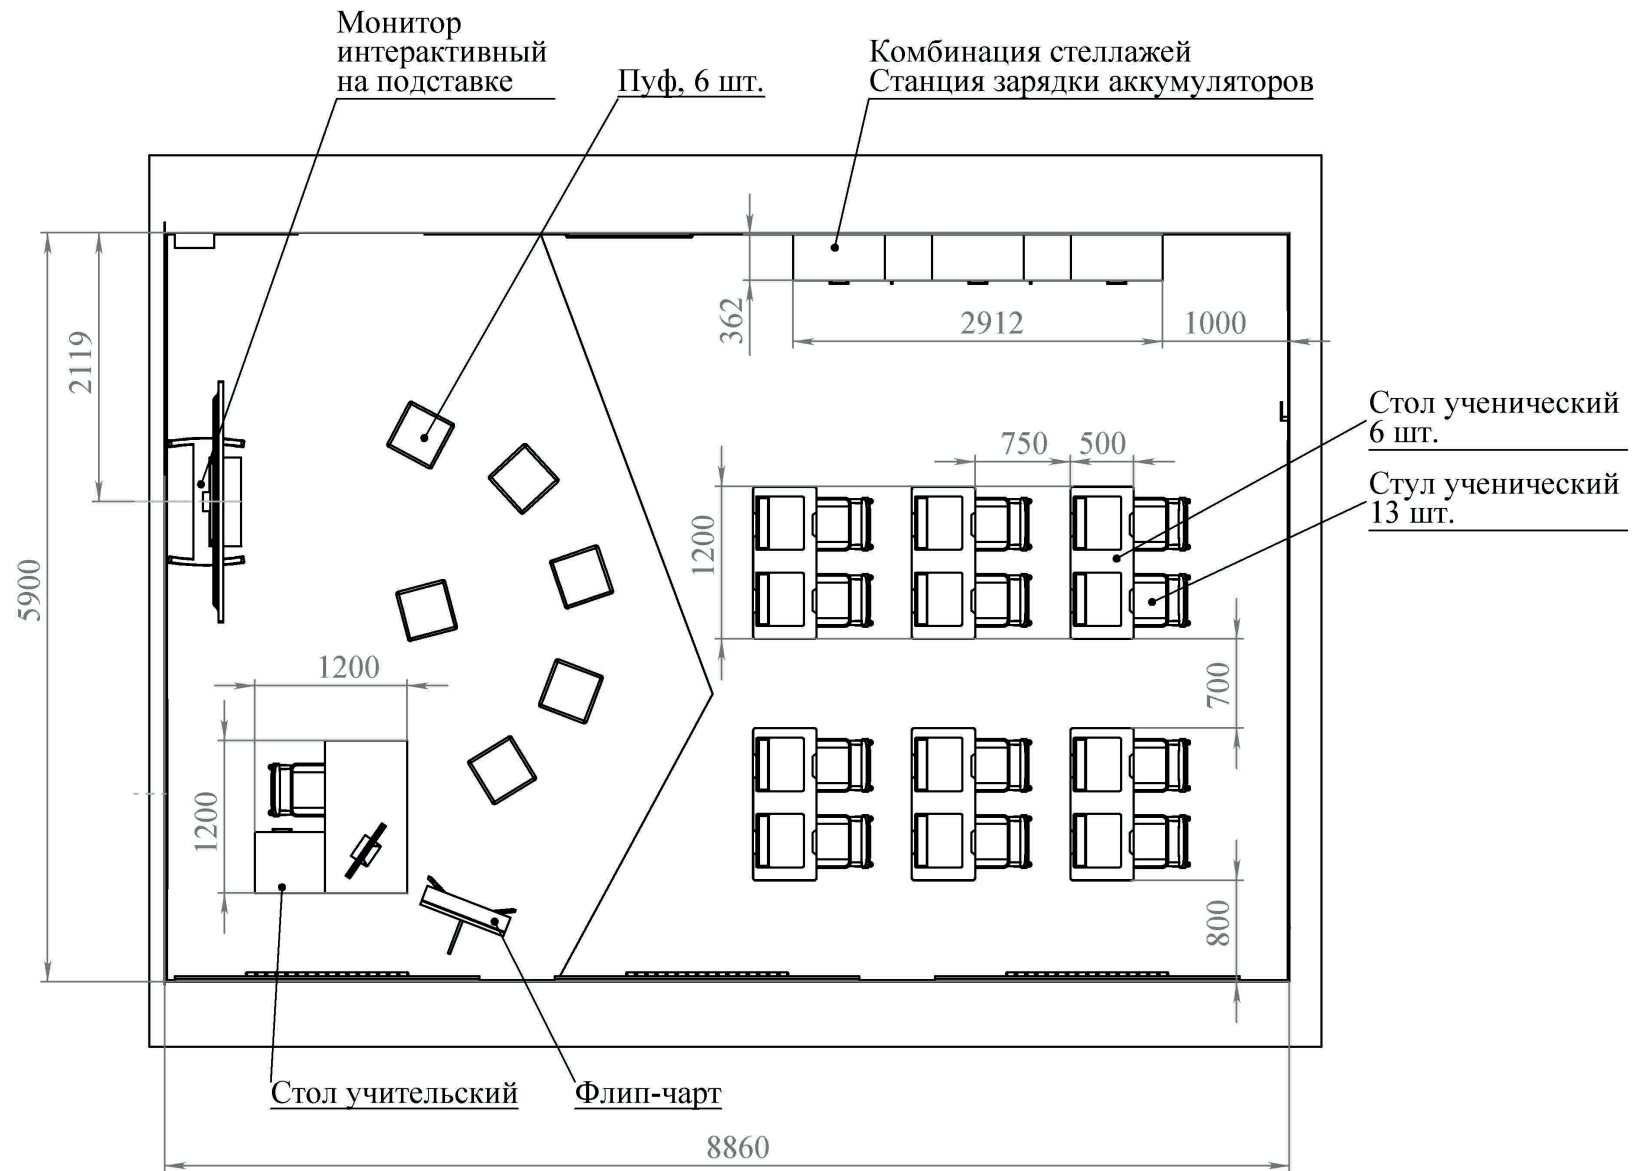 Монитор
интерактивный
на подставке
Пуф, 6 шт.
Комбинация стеллажей
Станция зарядки аккумуляторов
362
2912
1000
2119
Стол ученический
6 шт.
750
500
Стул ученический
13 шт.
1200
5900
1200
700
1200
800
Стол учительский
Флип-чарт
8860